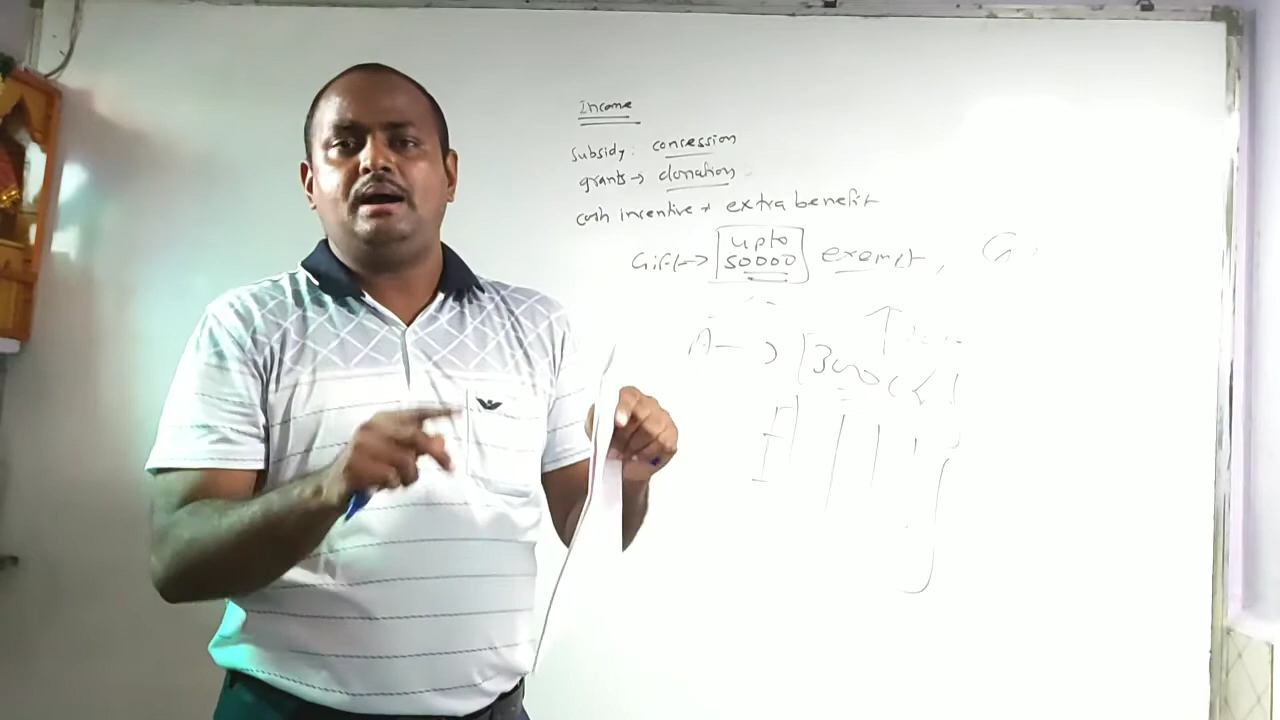 Income
Subsidy: concession
grants → donation
cash incentive → extra benefit
Gift → upto 50000 exempt, G